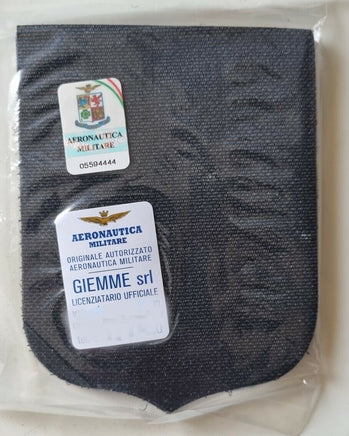 AERONAUTICA
MILITARE
05594444
AERONAUTICA
MILITARE
ORIGINALE AUTORIZZATO
AERONAUTICA MILITARE
GIEMME srl
LICENZIATARIO UFFICIALE